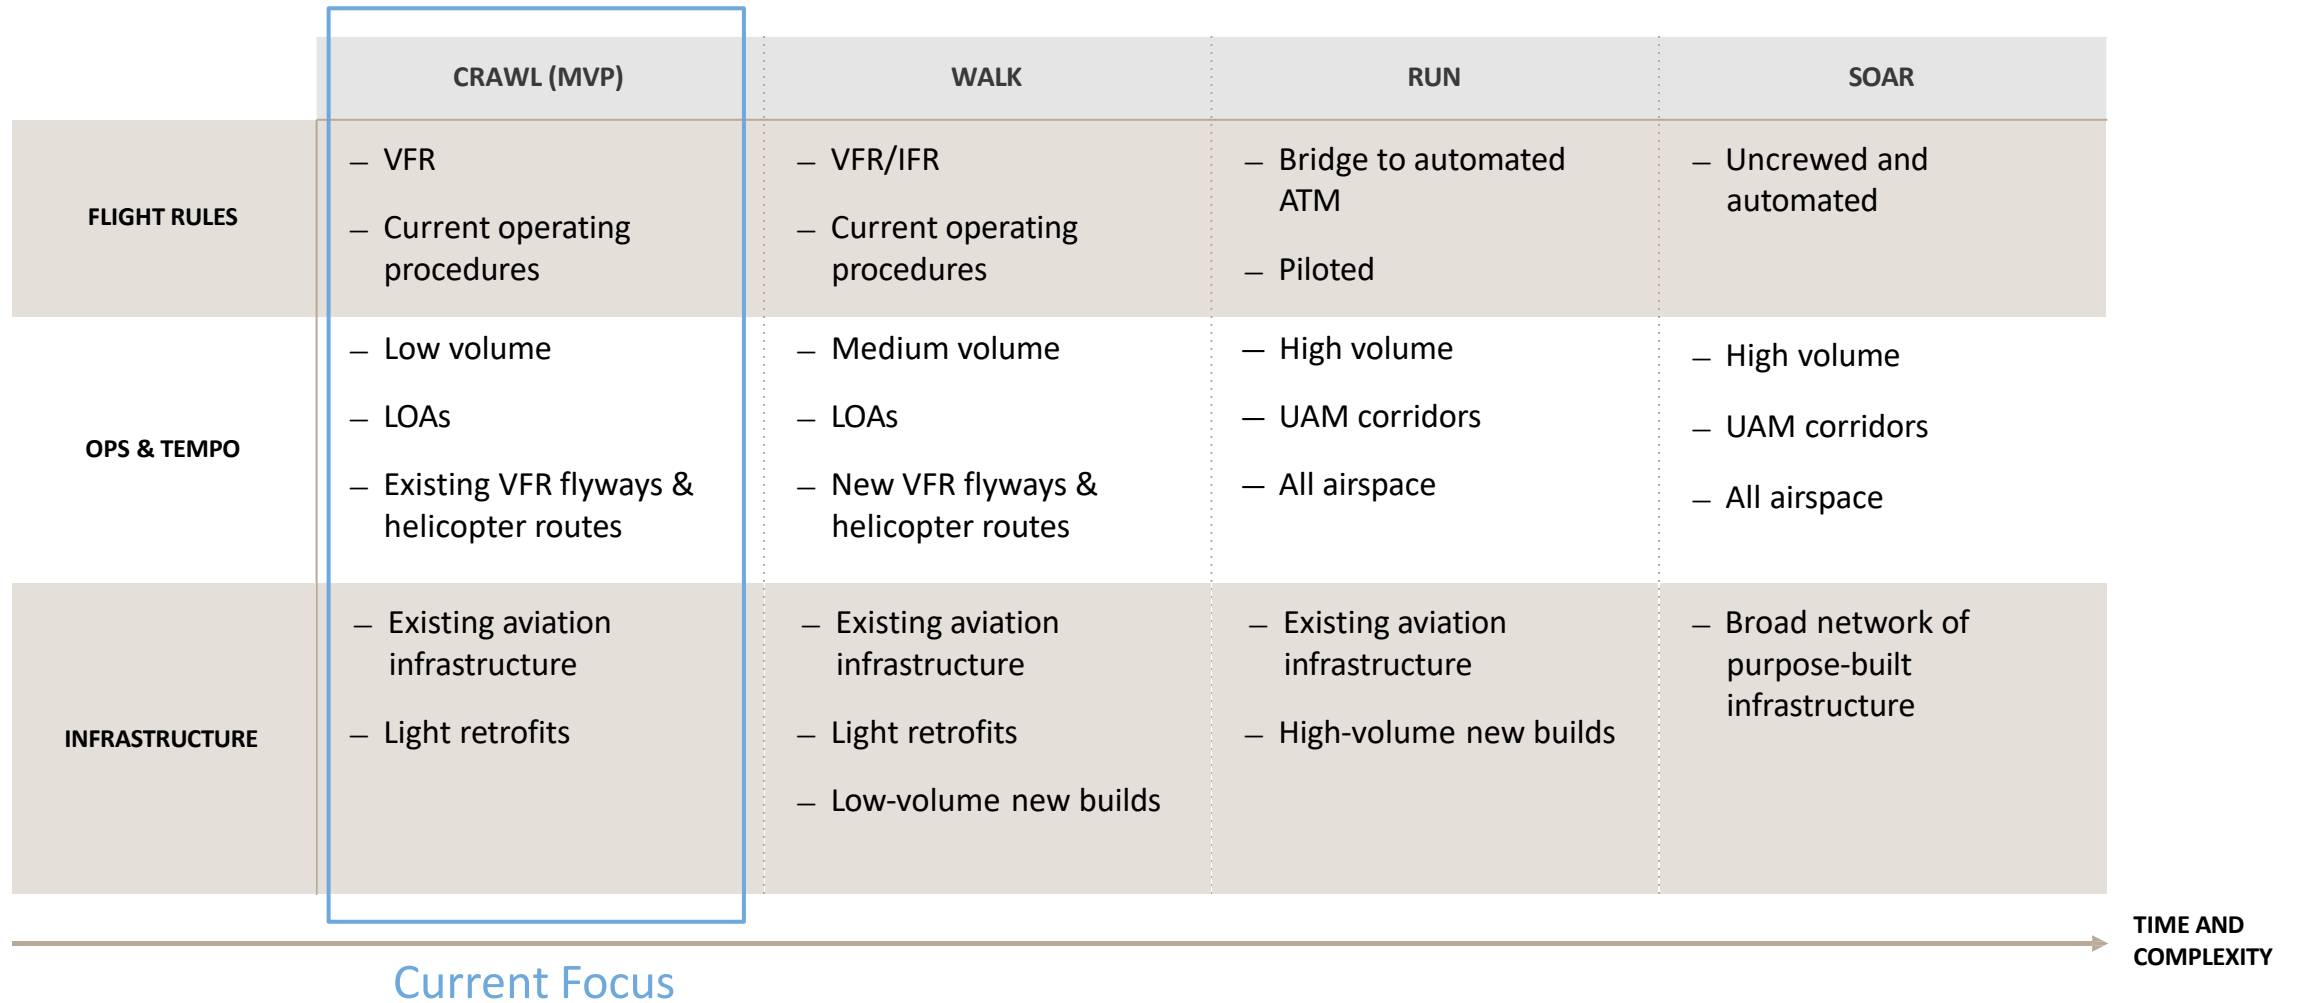 CRAWL (MVP)
WALK
RUN
SOAR
FLIGHT RULES
— VFR
— Current operating
procedures
— VFR/IFR
— Current operating
procedures
— Bridge to automated
ATM
— Piloted
— Uncrewed and
automated
OPS & TEMPO
— Low volume
— LOAs
— Existing VFR flyways &
helicopter routes
— Medium volume
— LOAs
— New VFR flyways &
helicopter routes
— High volume
— UAM corridors
— All airspace
— High volume
— UAM corridors
— All airspace
INFRASTRUCTURE
— Existing aviation
infrastructure
— Light retrofits
— Existing aviation
infrastructure
— Light retrofits
— Low-volume new builds
— Existing aviation
infrastructure
— High-volume new builds
— Broad network of
purpose-built
infrastructure
TIME AND
COMPLEXITY
Current Focus